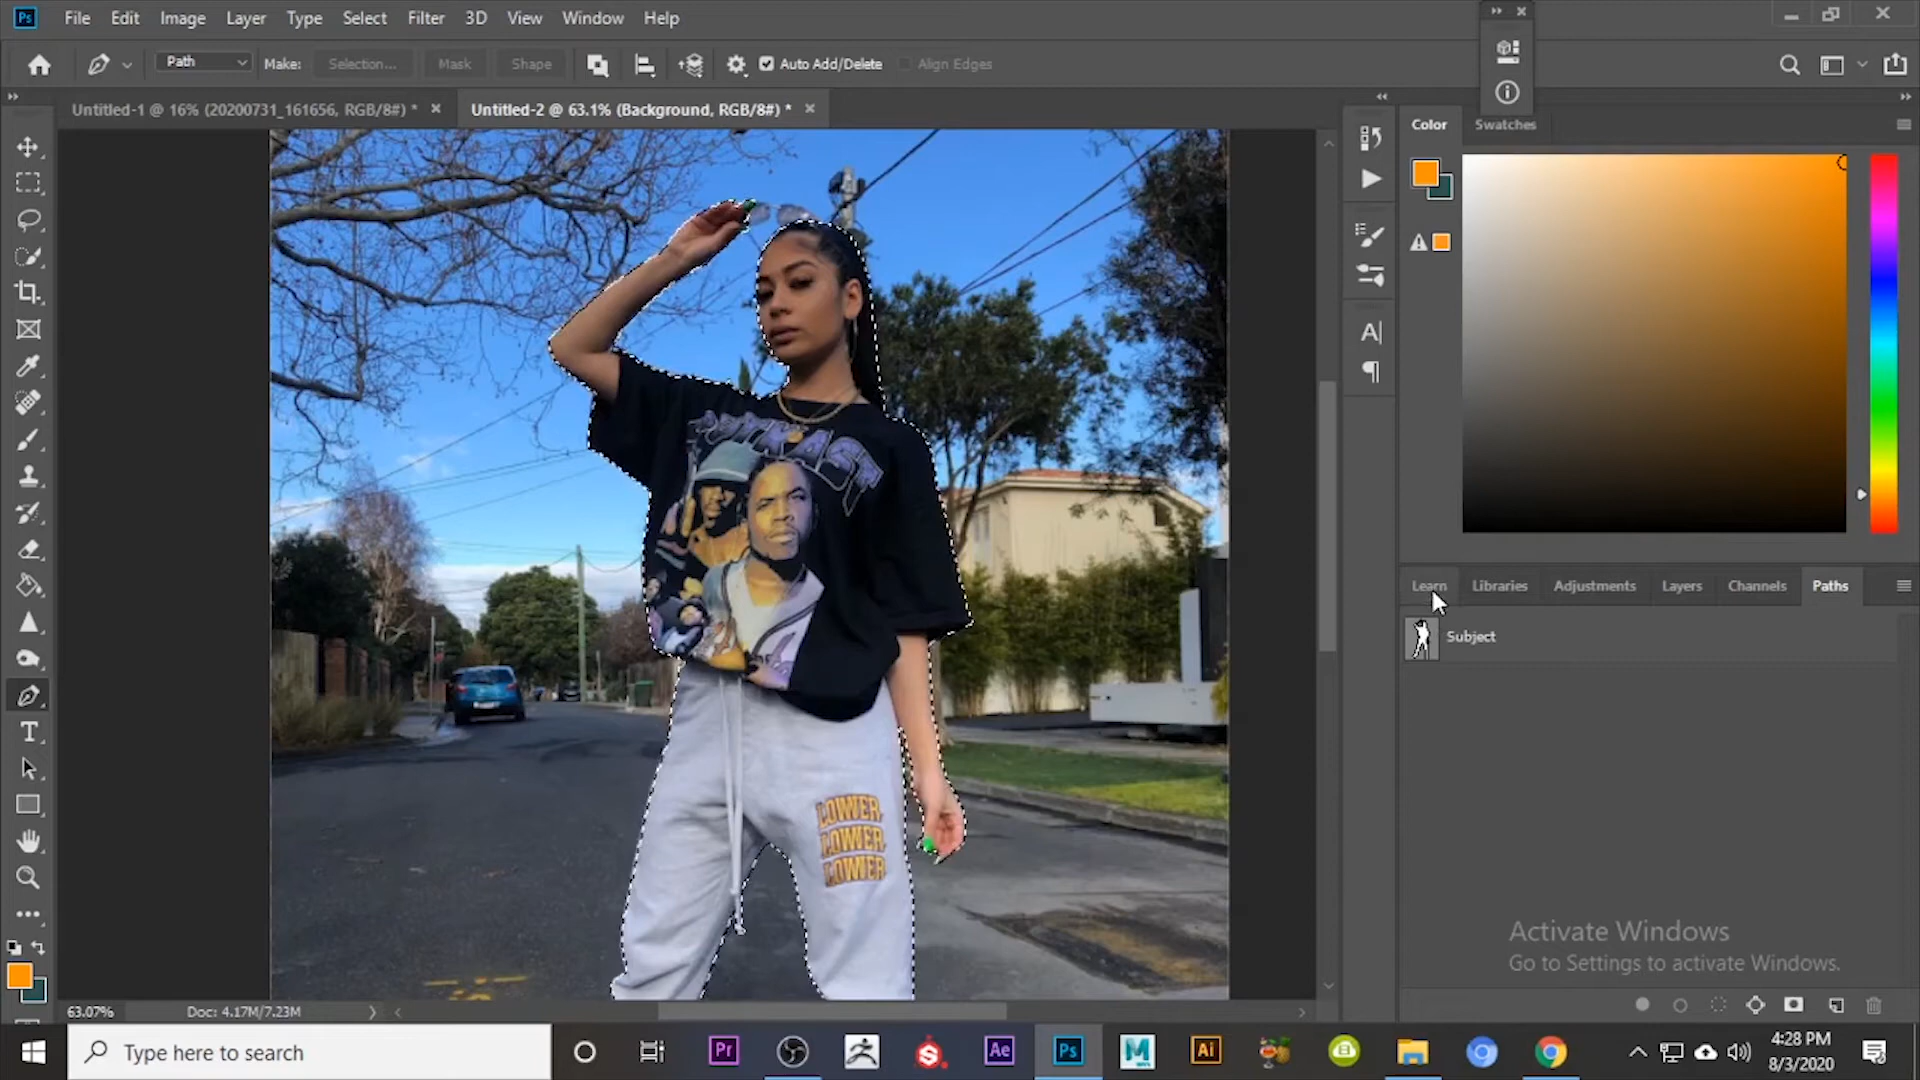 Ps File Edit Image Layer Type Select Filter 3D View Window Help
Path Make: Selection... Mask Shape Auto Add/Delete Align Edges
Untitled-1 @ 16% (20200731_161656, RGB/8#) * Untitled-2 @ 63.1% (Background, RGB/8#) *
Color Swatches
OUTKAST
LOWER
LOWER
LOWER
T
A|
Learn Libraries Adjustments Layers Channels Paths
Subject
Activate Windows
Go to Settings to activate Windows.
63.07% Doc: 4.17M/7.23M
Type here to search
Pr Ae Ps M Ai
4:28 PM
8/3/2020